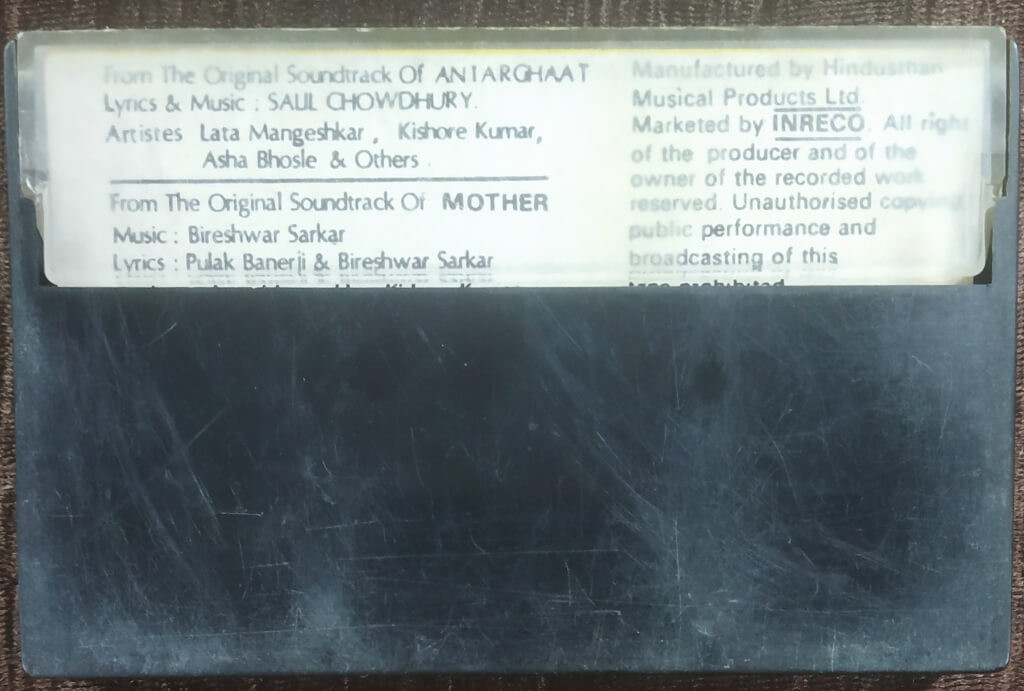 From The Original Soundtrack Of ANTARGHAAT
Lyrics & Music : SALIL CHOWDHURY.
Artistes Lata Mangeshkar, Kishore Kumar,
Asha Bhosle & Others.
From The Original Soundtrack Of MOTHER
Music : Bireshwar Sarkar
Lyrics : Pulak Banerji & Bireshwar Sarkar
Manufactured by Hindusthan
Musical Products Ltd.
Marketed by INRECO. All right
of the producer and of the
owner of the recorded work
reserved. Unauthorised copying
public performance and
broadcasting of this
prohibited